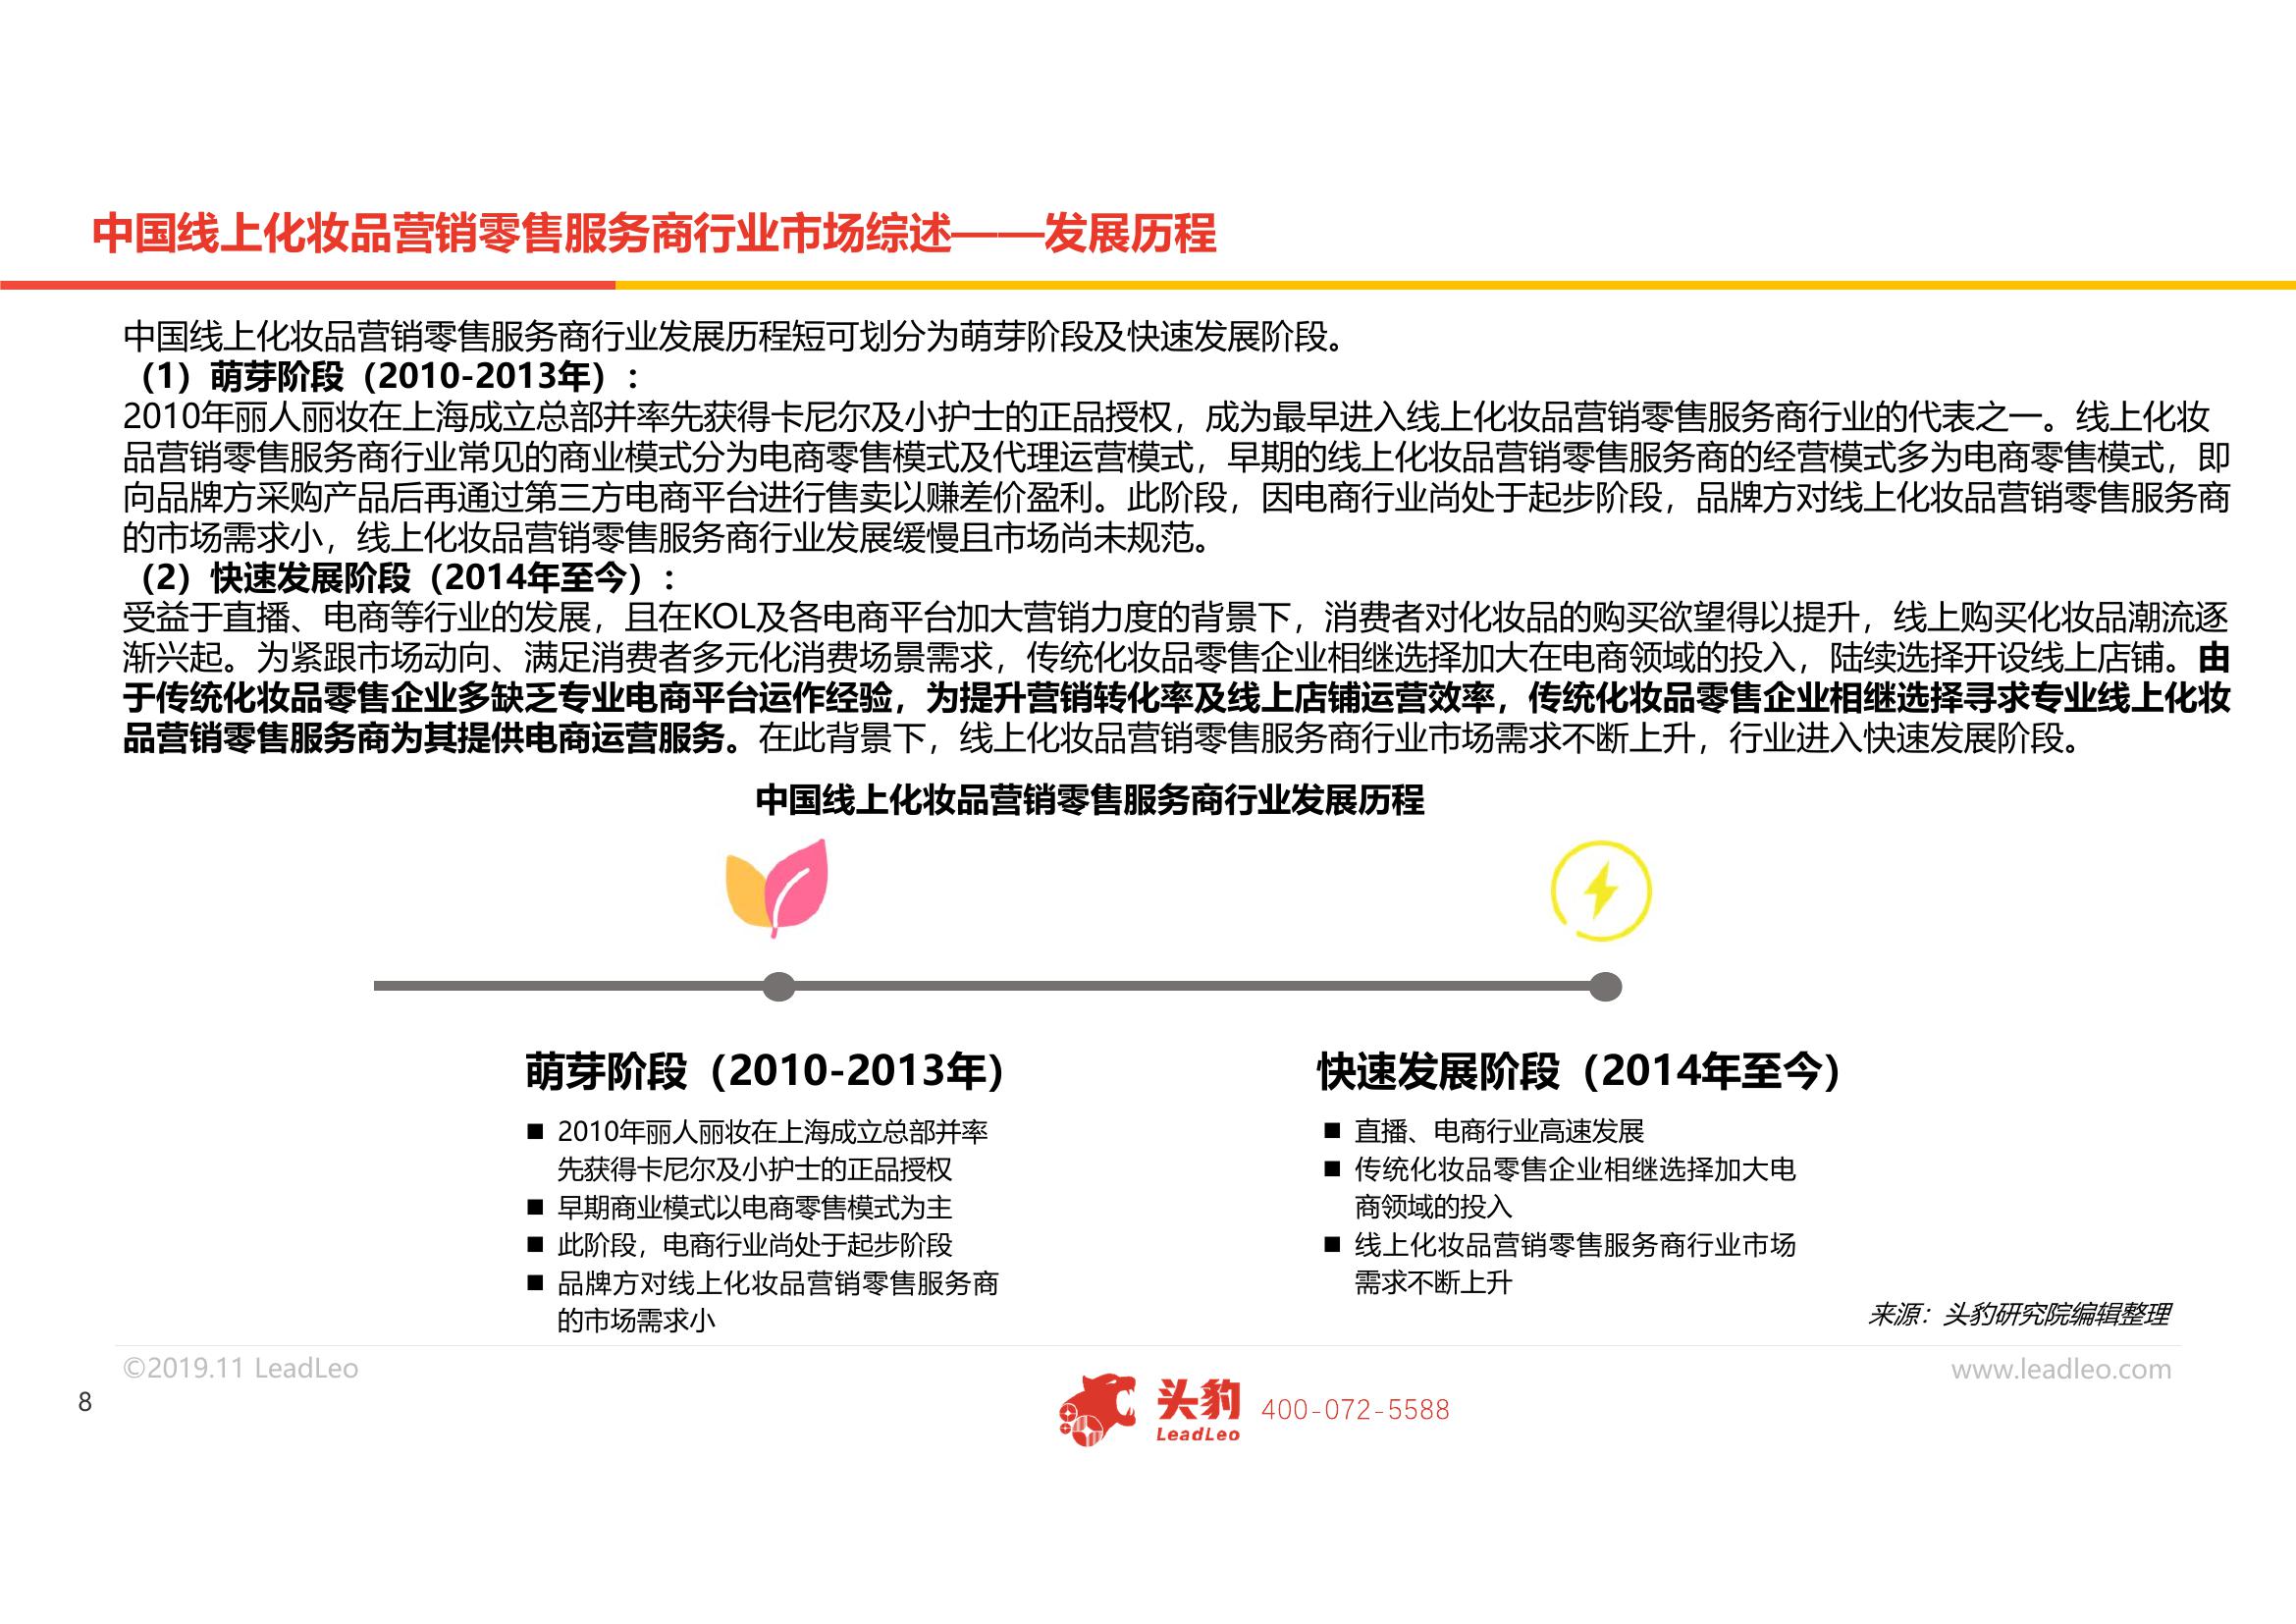 中国线上化妆品营销零售服务商行业市场综述——发展历程
中国线上化妆品营销零售服务商行业发展历程短可划分为萌芽阶段及快速发展阶段。
（1）萌芽阶段（2010-2013年）：
2010年丽人丽妆在上海成立总部并率先获得卡尼尔及小护士的正品授权，成为最早进入线上化妆品营销零售服务商行业的代表之一。线上化妆
品营销零售服务商行业常见的商业模式分为电商零售模式及代理运营模式，早期的线上化妆品营销零售服务商的经营模式多为电商零售模式，即
向品牌方采购产品后再通过第三方电商平台进行售卖以赚差价盈利。此阶段，因电商行业尚处于起步阶段，品牌方对线上化妆品营销零售服务商
的市场需求小，线上化妆品营销零售服务商行业发展缓慢且市场尚未规范。
（2）快速发展阶段（2014年至今）：
受益于直播、电商等行业的发展，且在KOL及各电商平台加大营销力度的背景下，消费者对化妆品的购买欲望得以提升，线上购买化妆品潮流逐
渐兴起。为紧跟市场动向、满足消费者多元化消费场景需求，传统化妆品零售企业相继选择加大在电商领域的投入，陆续选择开设线上店铺。由
于传统化妆品零售企业多缺乏专业电商平台运作经验，为提升营销转化率及线上店铺运营效率，传统化妆品零售企业相继选择寻求专业线上化妆
品营销零售服务商为其提供电商运营服务。在此背景下，线上化妆品营销零售服务商行业市场需求不断上升，行业进入快速发展阶段。
中国线上化妆品营销零售服务商行业发展历程
萌芽阶段（2010-2013年）
■ 2010年丽人丽妆在上海成立总部并率
先获得卡尼尔及小护士的正品授权
■ 早期商业模式以电商零售模式为主
■ 此阶段，电商行业尚处于起步阶段
■ 品牌方对线上化妆品营销零售服务商
的市场需求小
快速发展阶段（2014年至今）
■ 直播、电商行业高速发展
■ 传统化妆品零售企业相继选择加大电
商领域的投入
■ 线上化妆品营销零售服务商行业市场
需求不断上升
来源：头豹研究院编辑整理
©2019.11 LeadLeo
www.leadleo.com
8
头豹
LeadLeo
400-072-5588